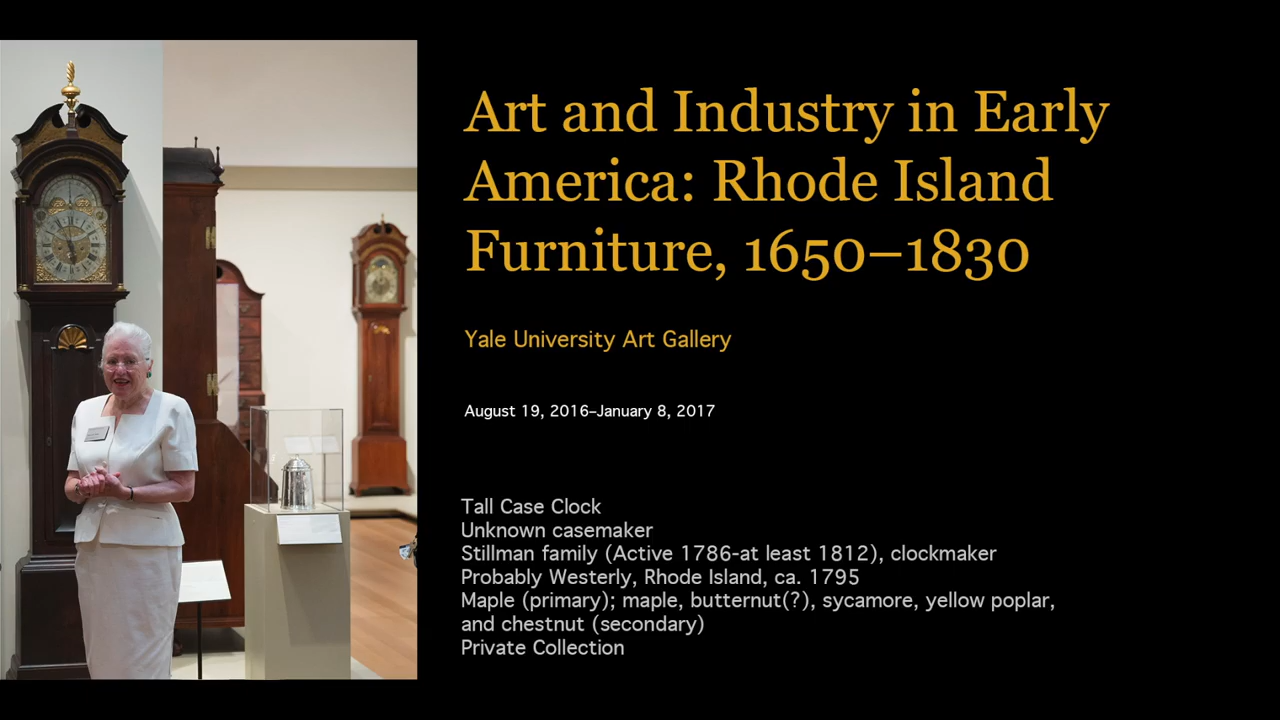 Art and Industry in Early
America: Rhode Island
Furniture, 1650–1830
Yale University Art Gallery
August 19, 2016–January 8, 2017
Tall Case Clock
Unknown casemaker
Stillman family (Active 1786-at least 1812), clockmaker
Probably Westerly, Rhode Island, ca. 1795
Maple (primary); maple, butternut(?), sycamore, yellow poplar,
and chestnut (secondary)
Private Collection